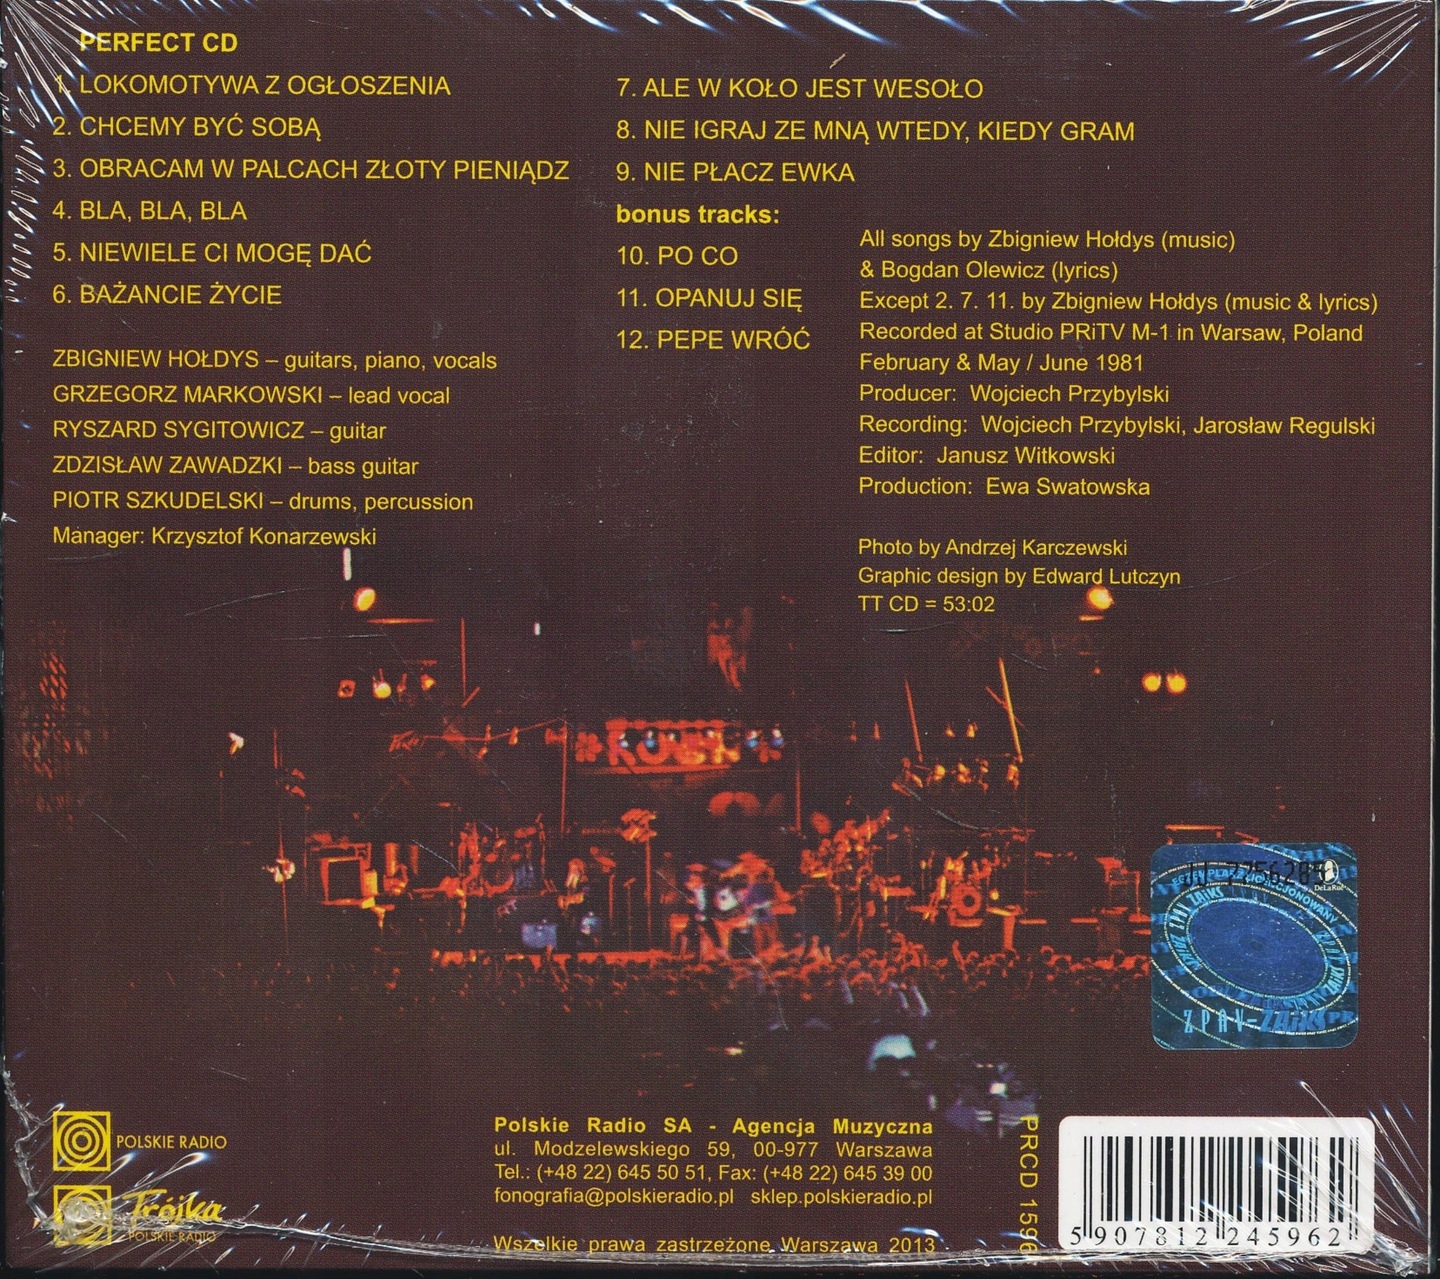 PERFECT CD
1. LOKOMOTYWA Z OGŁOSZENIA
2. CHCEMY BYĆ SOBĄ
3. OBRACAM W PALCACH ZŁOTY PIENIĄDZ
4. BLA, BLA, BLA
5. NIEWIELE CI MOGĘ DAĆ
6. BAŻANCIE ŻYCIE
7. ALE W KOŁO JEST WESOŁO
8. NIE IGRAJ ZE MNĄ WTEDY, KIEDY GRAM
9. NIE PŁACZ EWKA
bonus tracks:
10. PO CO
11. OPANUJ SIĘ
12. PEPE WRÓĆ
ZBIGNIEW HOŁDYS – guitars, piano, vocals
GRZEGORZ MARKOWSKI – lead vocal
RYSZARD SYGITOWICZ – guitar
ZDZISŁAW ZAWADZKI – bass guitar
PIOTR SZKUDELSKI – drums, percussion
Manager: Krzysztof Konarzewski
All songs by Zbigniew Hołdys (music)
& Bogdan Olewicz (lyrics)
Except 2. 7. 11. by Zbigniew Hołdys (music & lyrics)
Recorded at Studio PRiTV M-1 in Warsaw, Poland
February & May / June 1981
Producer: Wojciech Przybylski
Recording: Wojciech Przybylski, Jarosław Regulski
Editor: Janusz Witkowski
Production: Ewa Swatowska
Photo by Andrzej Karczewski
Graphic design by Edward Lutczyn
TT CD = 53:02
ROCK
DeLaRue
ZPAV-ZAiKS
POLSKIE RADIO
Trójka
POLSKIE RADIO
Polskie Radio SA - Agencja Muzyczna
ul. Modzelewskiego 59, 00-977 Warszawa
Tel.: (+48 22) 645 50 51, Fax: (+48 22) 645 39 00
fonografia@polskieradio.pl sklep.polskieradio.pl
Wszelkie prawa zastrzeżone Warszawa 2013
PRCD 1596
5 907812 245962